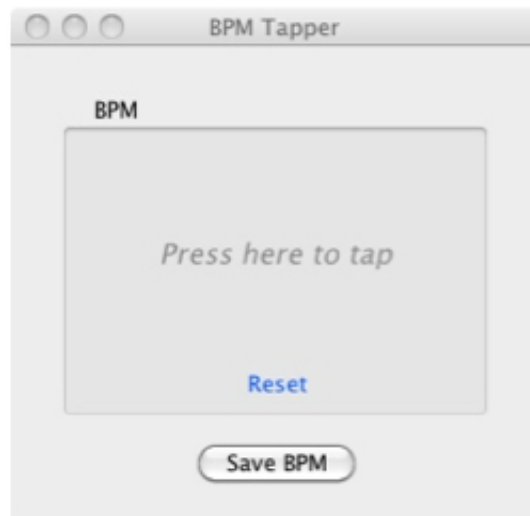 BPM Tapper
BPM
Press here to tap
Reset
Save BPM